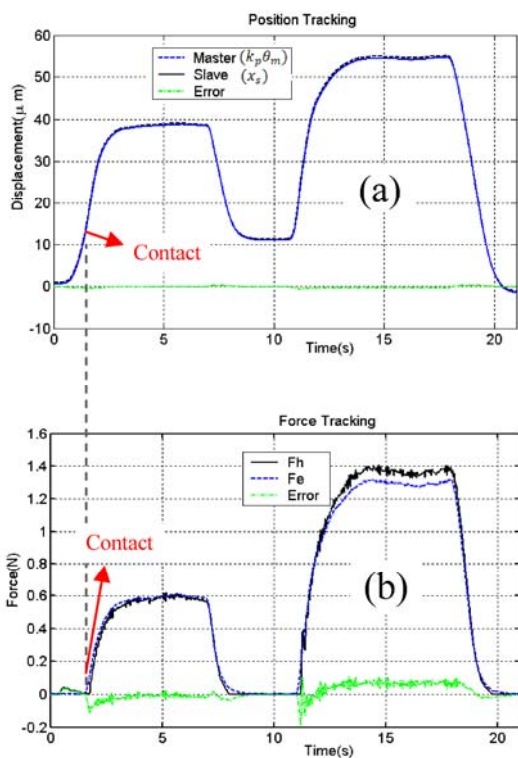 Position Tracking
60
50
40
30
20
10
0
-10
Displacement(μ m)
Master (k_pθ_m)
Slave (x_s)
Error
(a)
Contact
0
5
10
15
20
Time(s)
Force Tracking
1.6
1.4
1.2
1
0.8
0.6
0.4
0.2
0
-0.2
Force(N)
Fh
Fe
Error
Contact
(b)
0
5
10
15
20
Time(s)